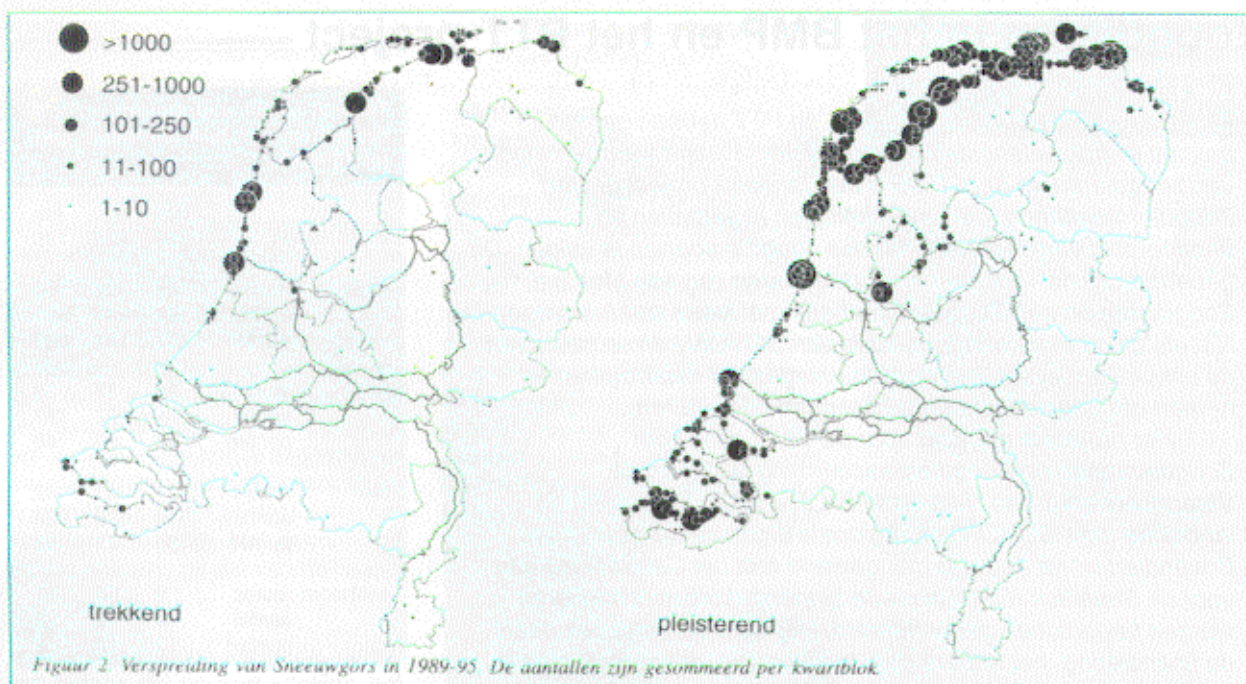 >1000
251-1000
101-250
11-100
1-10
trekkend
pleisterend
Figuur 2 Verspreiding van Sneeuwgors in 1989-95. De aantallen zijn gesommeerd per kwartblok.